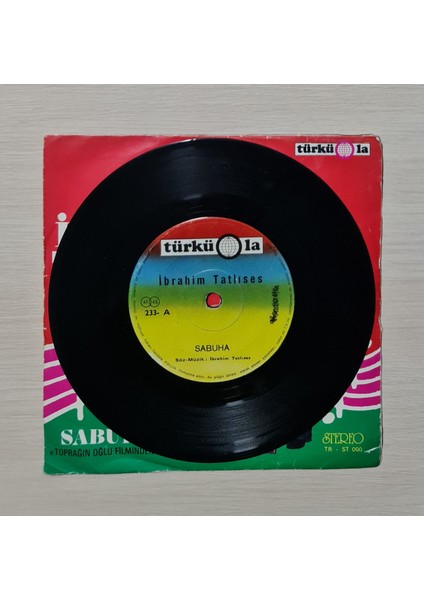 türkü la
türkü la
İbrahim Tatlıses
233- A
SABUHA
Söz-Müzik: İbrahim Tatlıses
SABU
STEREO
«TOPRAĞIN OĞLU FİLMİNDE
TR - ST 000